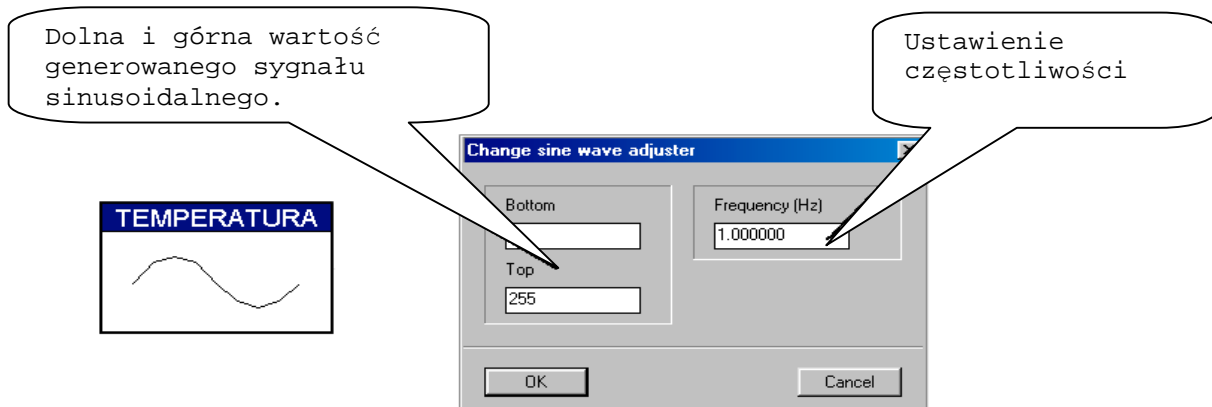 Dolna i górna wartość
generowanego sygnału
sinusoidalnego.
Ustawienie
częstotliwości
Change sine wave adjuster
TEMPERATURA
Bottom
Frequency (Hz)
1.000000
Top
255
OK
Cancel